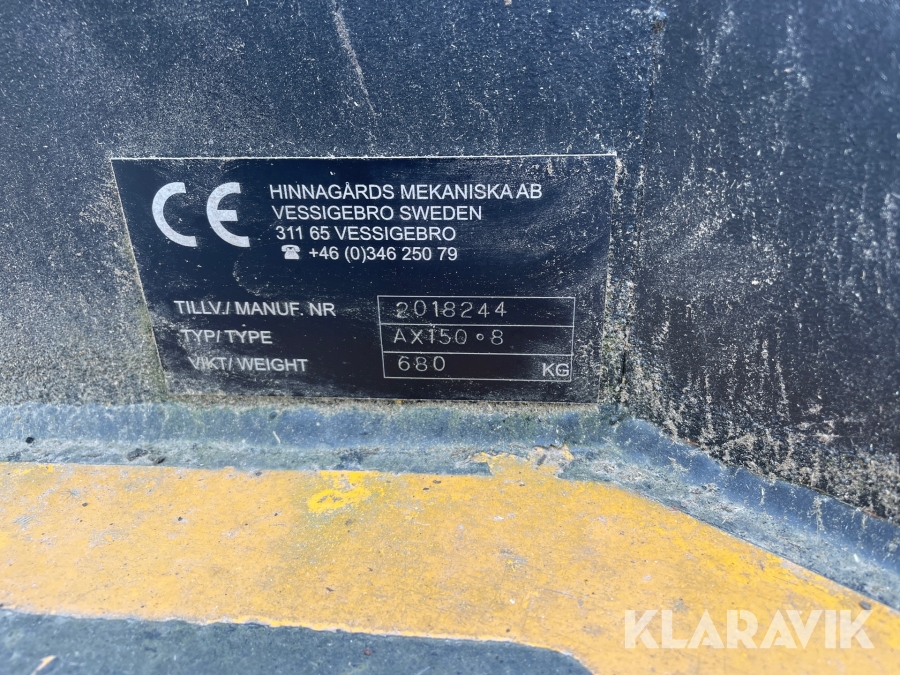 CE
HINNAGÅRDS MEKANISKA AB
VESSIGEBRO SWEDEN
311 65 VESSIGEBRO
☎ +46 (0)346 250 79
TILLV./ MANUF. NR 2018244
TYP/ TYPE AX150°8
VIKT/ WEIGHT 680 KG
KLARAVIK